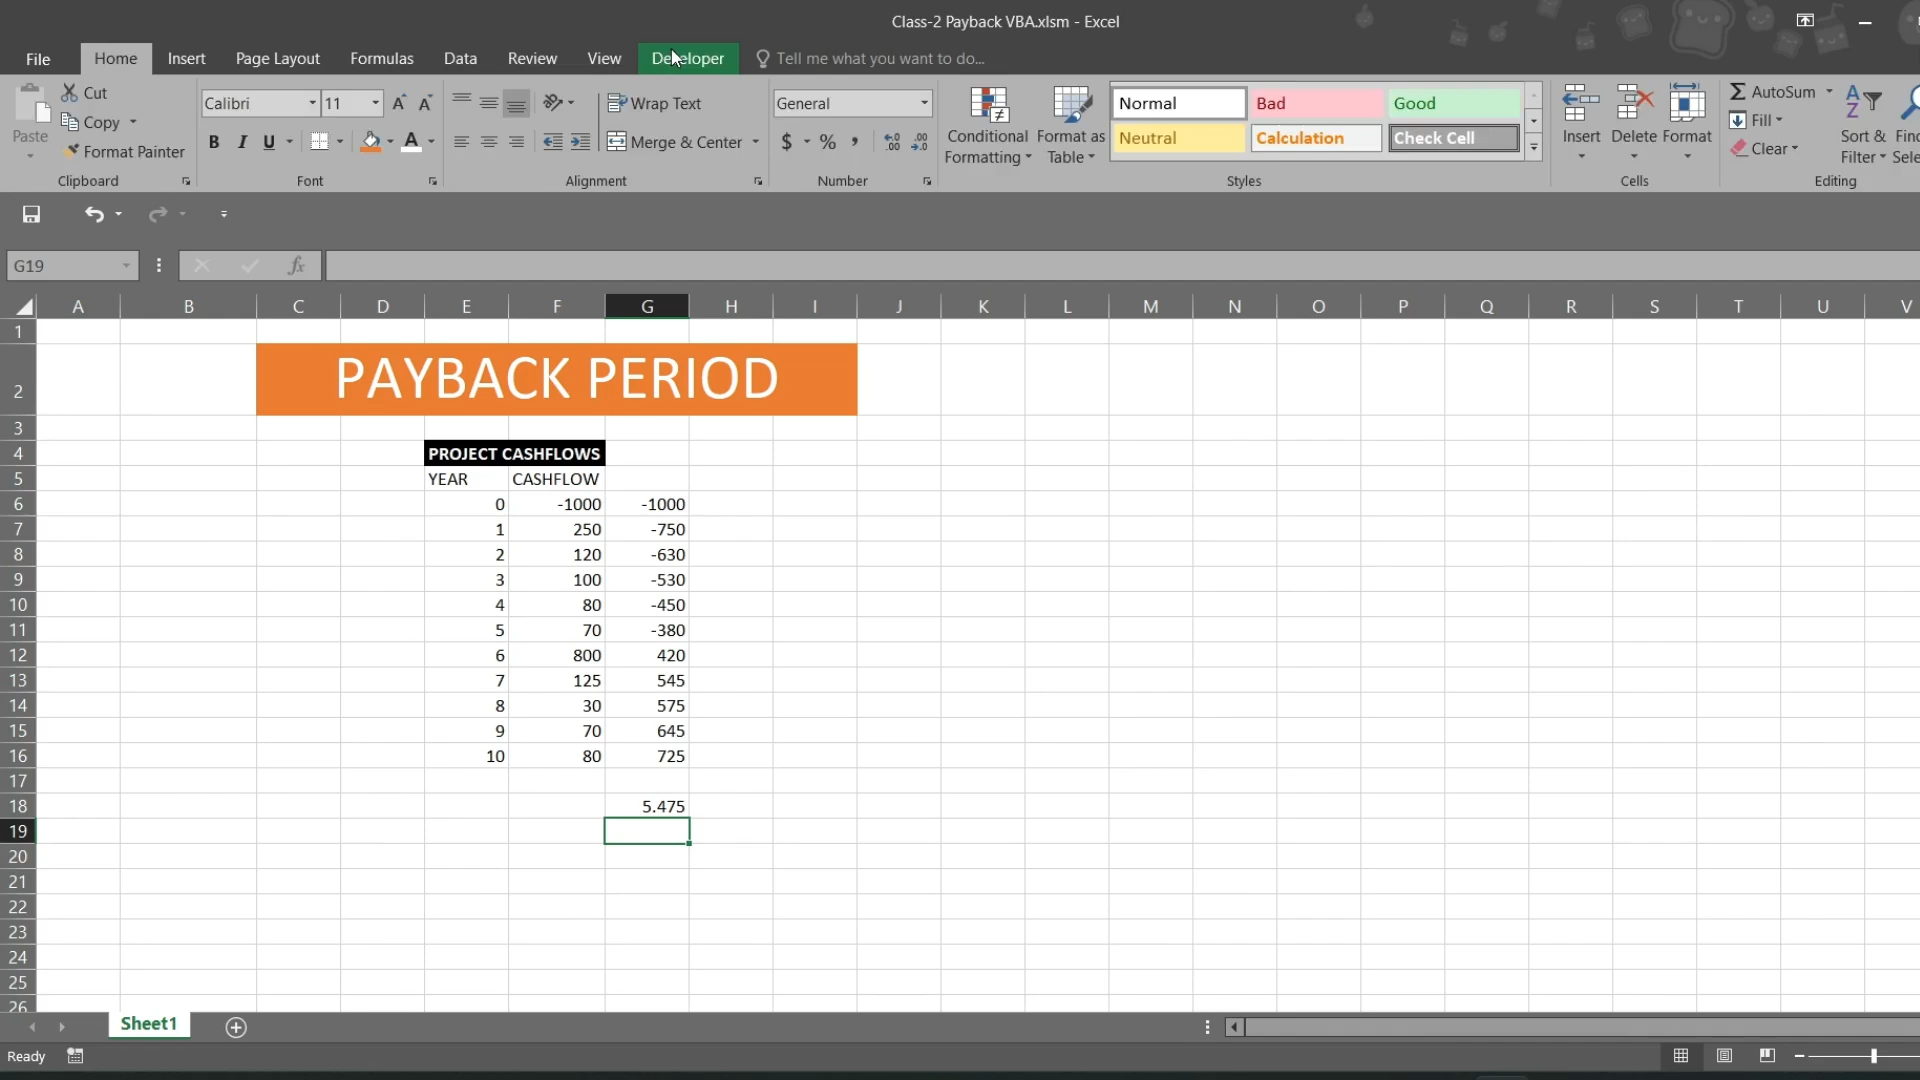 Class-2 Payback VBA.xlsm - Excel
File Home Insert Page Layout Formulas Data Review View Developer Tell me what you want to do...
Paste
Cut
Copy
Format Painter
Clipboard
Calibri 11
B I U
Font
Wrap Text
Merge & Center
Alignment
General
$ % ,
Number
Conditional Formatting
Format as Table
Normal Bad Good
Neutral Calculation Check Cell
Styles
Insert Delete Format
Cells
AutoSum
Fill
Clear
Sort & Filter
Editing
G19 fx
A B C D E F G H I J K L M N O P Q R S T U V
1
2 PAYBACK PERIOD
3
4 PROJECT CASHFLOWS
5 YEAR CASHFLOW
6 0 -1000 -1000
7 1 250 -750
8 2 120 -630
9 3 100 -530
10 4 80 -450
11 5 70 -380
12 6 800 420
13 7 125 545
14 8 30 575
15 9 70 645
16 10 80 725
17
18 5.475
19
20
21
22
23
24
25
26
Sheet1
Ready